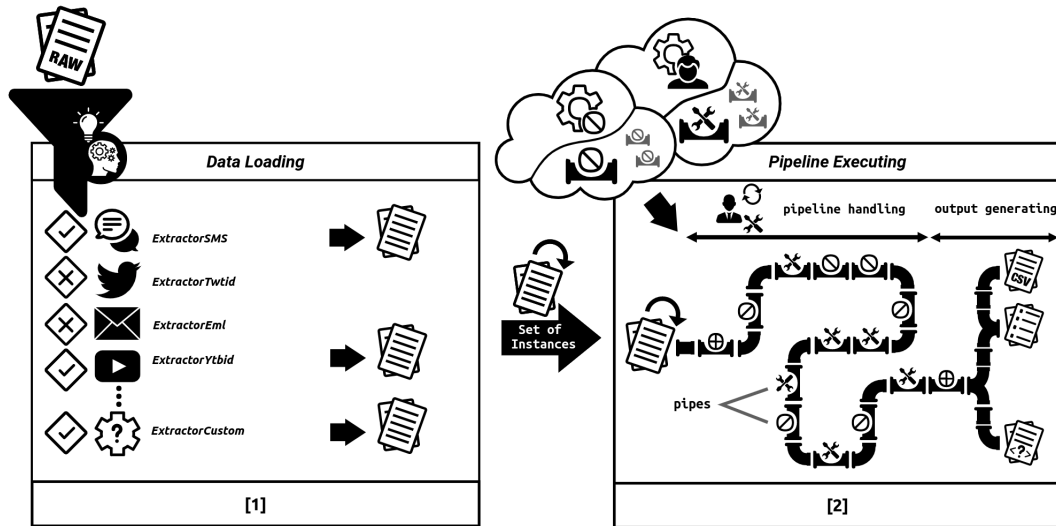 RAW
Data Loading
ExtractorSMS
ExtractorTwtid
ExtractorEml
ExtractorYtbid
?
ExtractorCustom
[1]
Set of
Instances
Pipeline Executing
pipeline handling
output generating
CSV
pipes
<?>
[2]